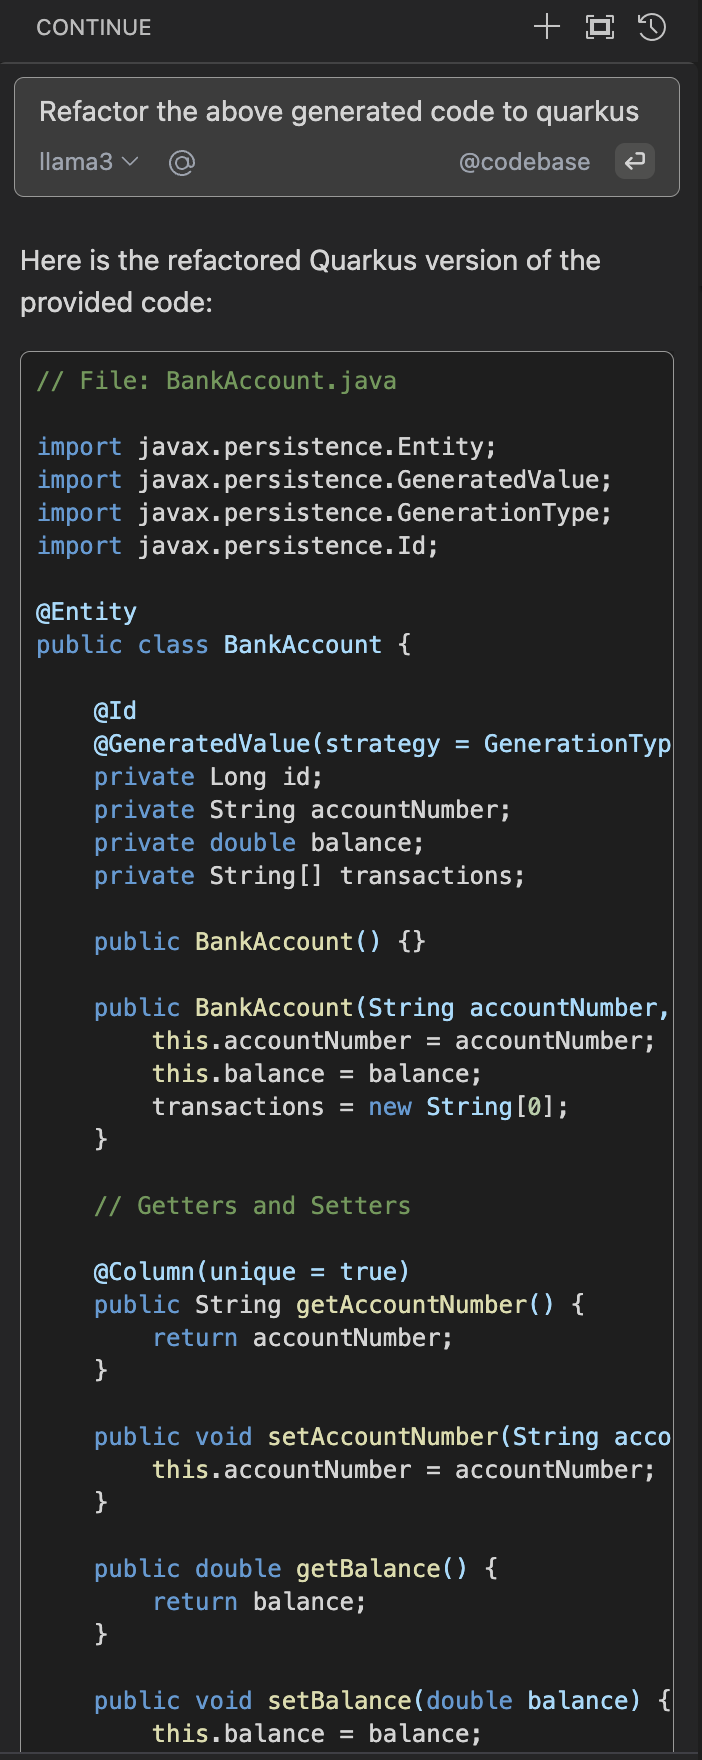 CONTINUE
Refactor the above generated code to quarkus
llama3
@codebase
Here is the refactored Quarkus version of the
provided code:
// File: BankAccount.java
import javax.persistence.Entity;
import javax.persistence.GeneratedValue;
import javax.persistence.GenerationType;
import javax.persistence.Id;
@Entity
public class BankAccount {
    @Id
    @GeneratedValue(strategy = GenerationTyp
    private Long id;
    private String accountNumber;
    private double balance;
    private String[] transactions;
    public BankAccount() {}
    public BankAccount(String accountNumber,
        this.accountNumber = accountNumber;
        this.balance = balance;
        transactions = new String[0];
    }
    // Getters and Setters
    @Column(unique = true)
    public String getAccountNumber() {
        return accountNumber;
    }
    public void setAccountNumber(String acco
        this.accountNumber = accountNumber;
    }
    public double getBalance() {
        return balance;
    }
    public void setBalance(double balance) {
        this.balance = balance;